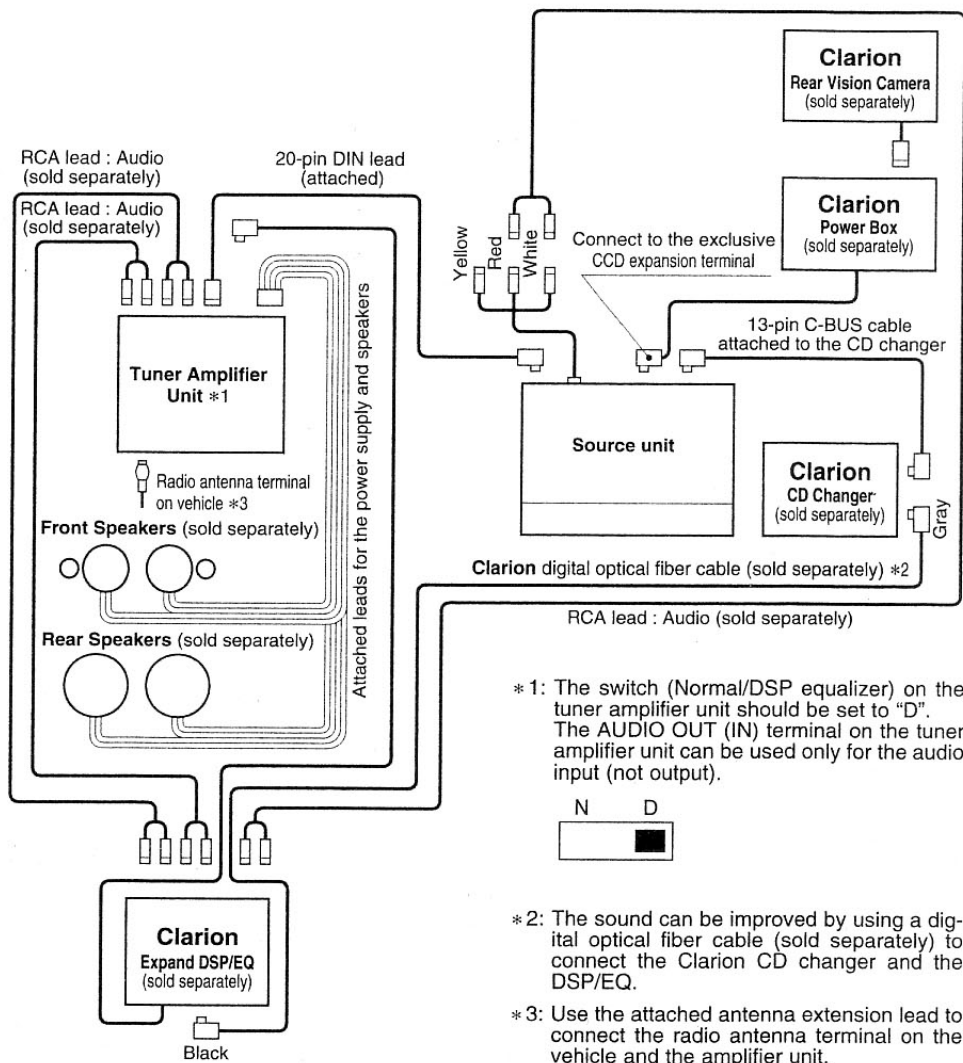 Clarion
Rear Vision Camera
(sold separately)
RCA lead : Audio
(sold separately)
RCA lead : Audio
(sold separately)
20-pin DIN lead
(attached)
Yellow
Red
White
Connect to the exclusive
CCD expansion terminal
Clarion
Power Box
(sold separately)
13-pin C-BUS cable
attached to the CD changer
Tuner Amplifier
Unit *1
Attached leads for the power supply and speakers
Source unit
Clarion
CD Changer
(sold separately)
Gray
Radio antenna terminal
on vehicle *3
Front Speakers (sold separately)
Clarion digital optical fiber cable (sold separately) *2
RCA lead : Audio (sold separately)
Rear Speakers (sold separately)
*1: The switch (Normal/DSP equalizer) on the
tuner amplifier unit should be set to “D”.
The AUDIO OUT (IN) terminal on the tuner
amplifier unit can be used only for the audio
input (not output).
N D
Clarion
Expand DSP/EQ
(sold separately)
Black
*2: The sound can be improved by using a dig-
ital optical fiber cable (sold separately) to
connect the Clarion CD changer and the
DSP/EQ.
*3: Use the attached antenna extension lead to
connect the radio antenna terminal on the
vehicle and the amplifier unit.